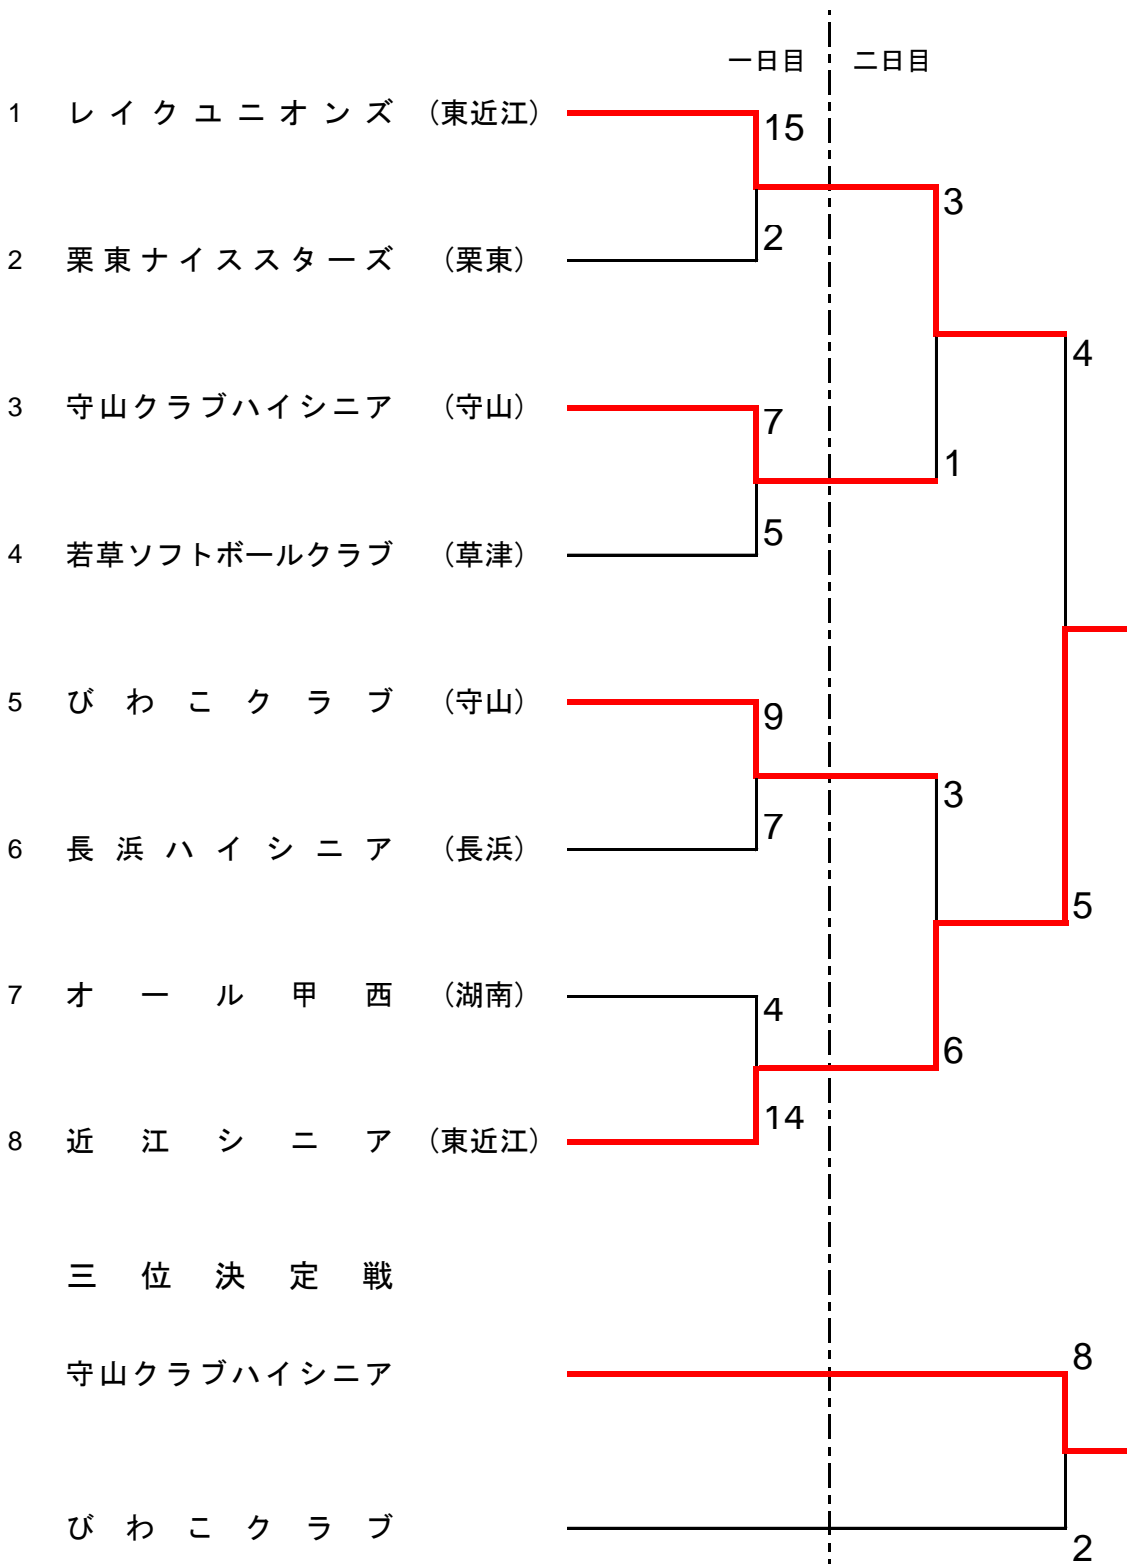 一日目 二日目
1 レイクユニオンズ (東近江) 15
3
2 栗東ナイススターズ (栗東) 2
4
3 守山クラブハイシニア (守山) 7
1
4 若草ソフトボールクラブ (草津) 5
5 びわこクラブ (守山) 9
3
6 長浜ハイシニア (長浜) 7
5
7 オール甲西 (湖南) 4
6
8 近江シニア (東近江) 14
三位決定戦
守山クラブハイシニア 8
びわこクラブ 2